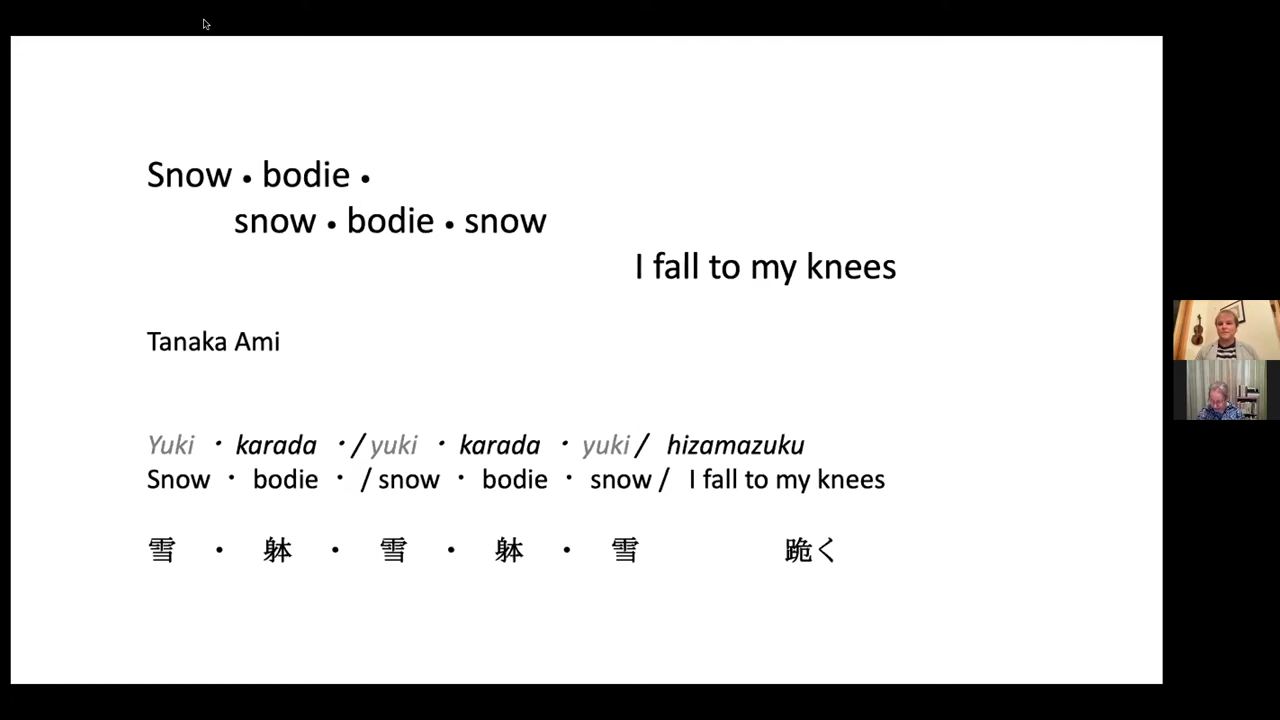 Snow • bodie •
snow • bodie • snow
I fall to my knees
Tanaka Ami
Yuki ・ karada ・ / yuki ・ karada ・ yuki / hizamazuku
Snow ・ bodie ・ / snow ・ bodie ・ snow / I fall to my knees
雪 ・ 躰 ・ 雪 ・ 躰 ・ 雪 跪く